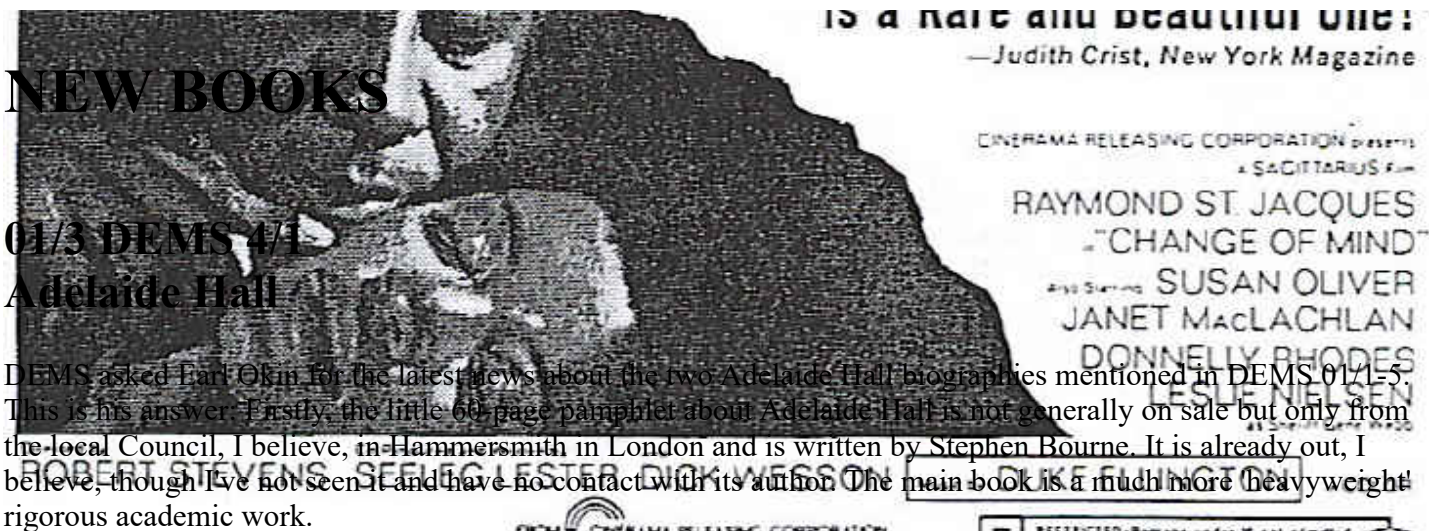 is a Rare and Beautiful One!
—Judith Crist, New York Magazine
NEW BOOKS
CINERAMA RELEASING CORPORATION presents
A SAGITTARIUS Film
RAYMOND ST. JACQUES
"CHANGE OF MIND"
SUSAN OLIVER
JANET MACLACHLAN
DONNELLY RHODES
LESLIE NIELSEN
01/3 DEMS 4/1
Adelaide Hall
DEMS asked Earl Okin for the latest news about the two Adelaide Hall biographies mentioned in DEMS 01/1-5.
This is his answer: Firstly, the little 60-page pamphlet about Adelaide Hall is not generally on sale but only from
the local Council, I believe, in Hammersmith in London and is written by Stephen Bourne. It is already out, I
believe, though I've not seen it and have no contact with its author. The main book is a much more 'heavyweight'
rigorous academic work.
DICK WESSON
DUKE ELLINGTON
CINERAMA RELEASING CORPORATION